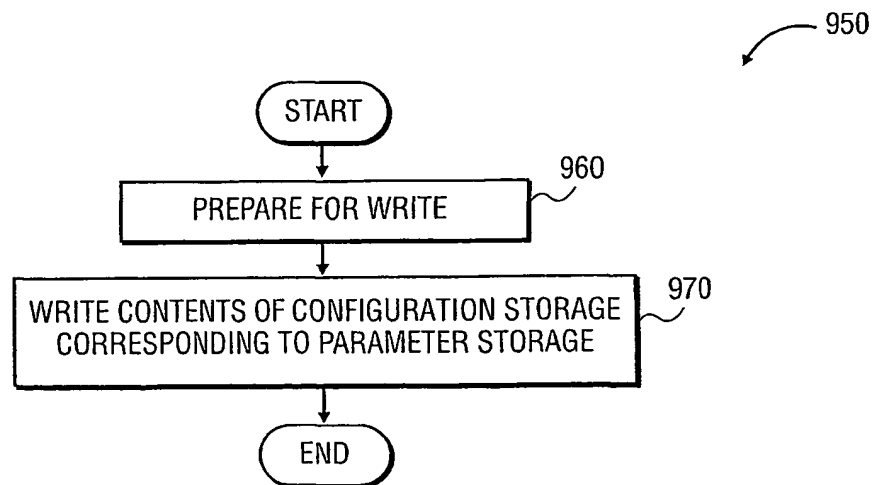 950
START
960
PREPARE FOR WRITE
970
WRITE CONTENTS OF CONFIGURATION STORAGE
CORRESPONDING TO PARAMETER STORAGE
END